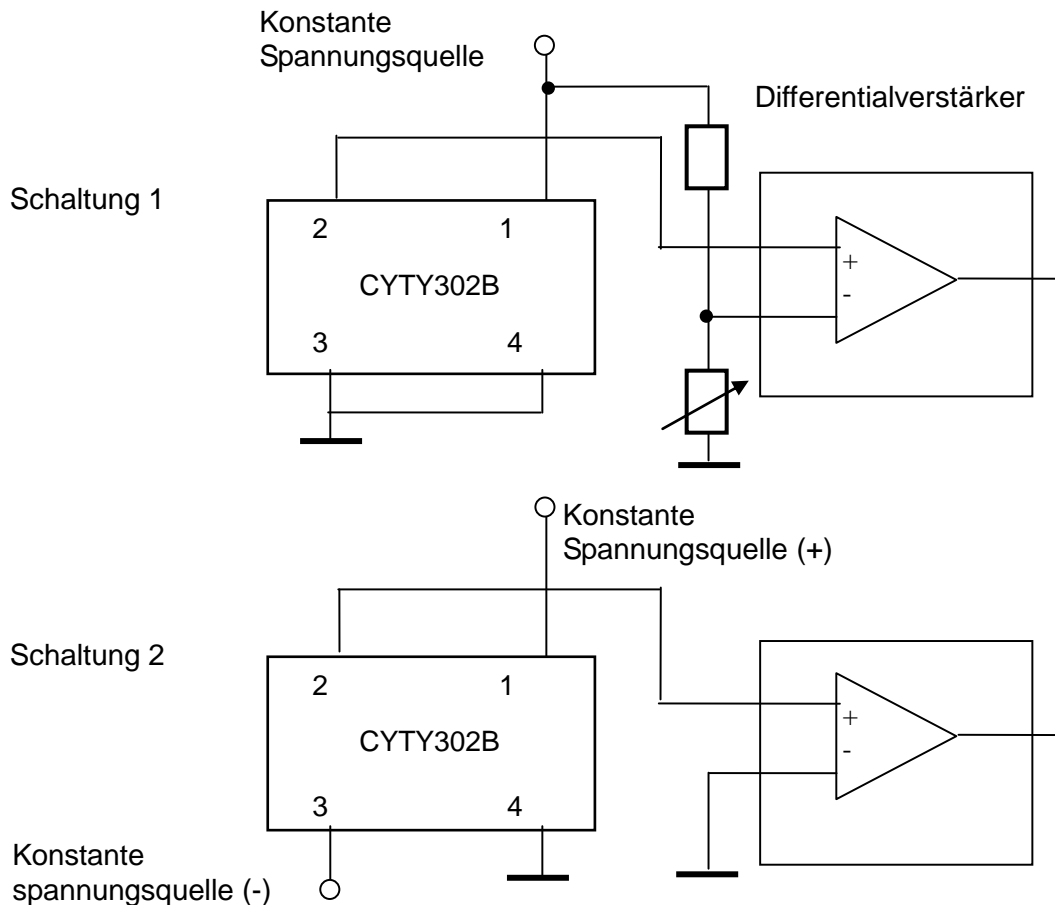 Konstante
Spannungsquelle
Differentialverstärker
Schaltung 1
2 1
CYTY302B
3 4
+
-
Konstante
Spannungsquelle (+)
Schaltung 2
2 1
CYTY302B
3 4
+
-
Konstante
spannungsquelle (-)